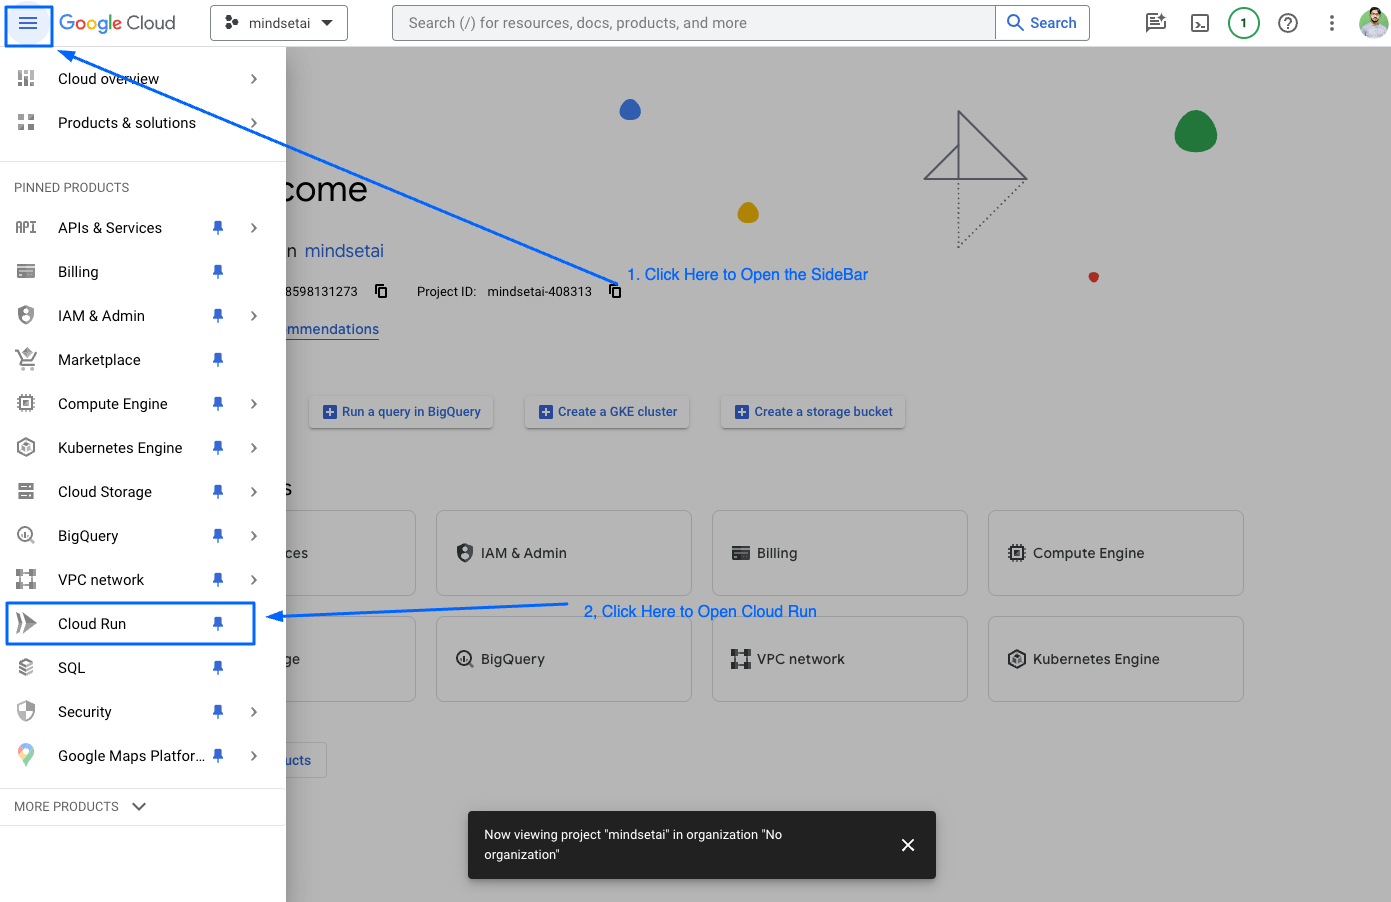 Google Cloud
mindsetai
Search (/) for resources, docs, products, and more
Search
1
Cloud overview
Products & solutions
PINNED PRODUCTS
API APIs & Services
Billing
IAM & Admin
Marketplace
Compute Engine
Kubernetes Engine
Cloud Storage
BigQuery
VPC network
Cloud Run
SQL
Security
Google Maps Platfor...
MORE PRODUCTS
come
n mindsetai
1. Click Here to Open the SideBar
8598131273 Project ID: mindsetai-408313
ommendations
Run a query in BigQuery
Create a GKE cluster
Create a storage bucket
s
ces
IAM & Admin
Billing
Compute Engine
2, Click Here to Open Cloud Run
ge
BigQuery
VPC network
Kubernetes Engine
ucts
Now viewing project "mindsetai" in organization "No
organization"